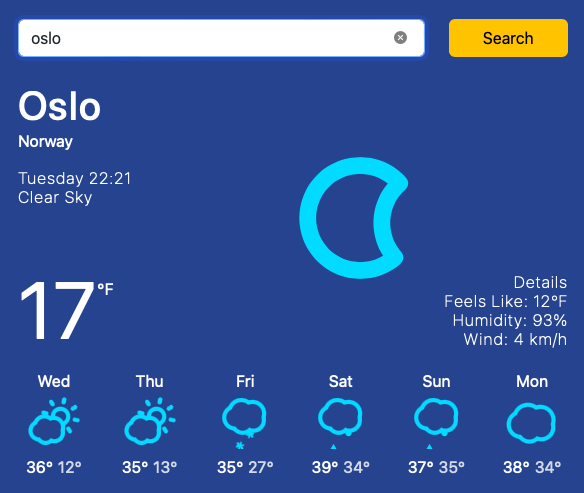 oslo
Search
Oslo
Norway
Tuesday 22:21
Clear Sky
17 °F
Details
Feels Like: 12°F
Humidity: 93%
Wind: 4 km/h
Wed Thu Fri Sat Sun Mon
36° 12° 35° 13° 35° 27° 39° 34° 37° 35° 38° 34°